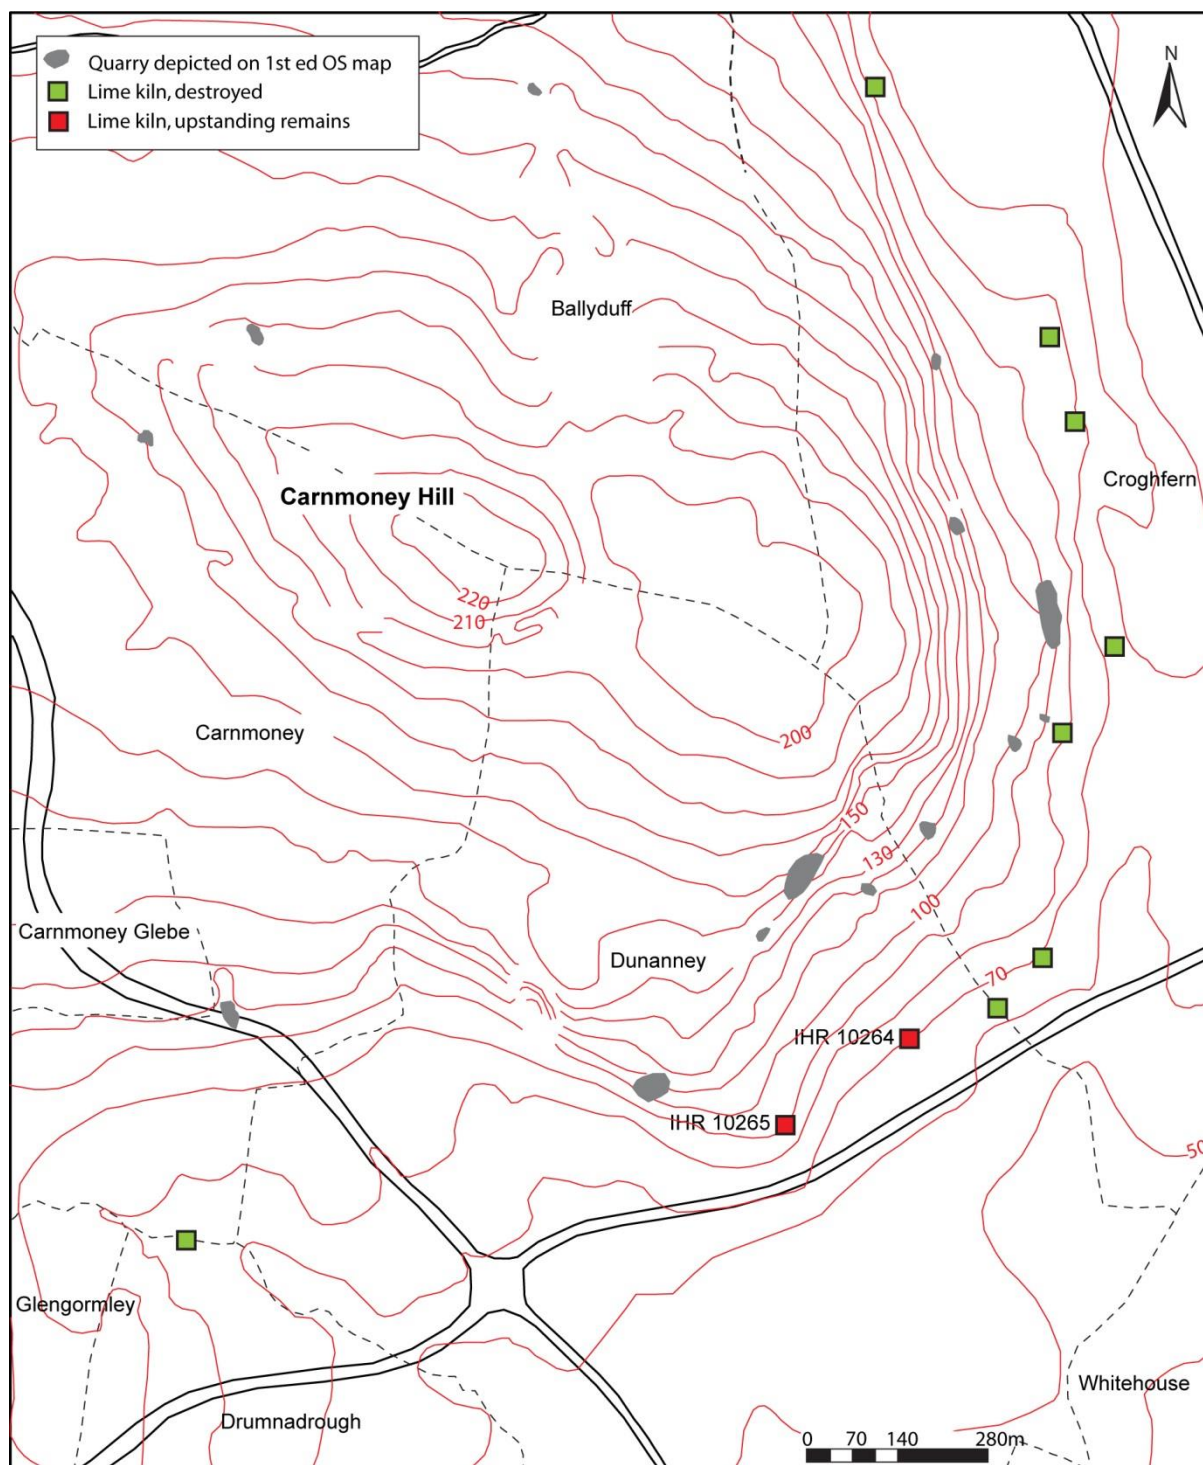 Quarry depicted on 1st ed OS map
Lime kiln, destroyed
Lime kiln, upstanding remains
N
Ballyduff
Croghfern
Carnmoney Hill
220
210
200
Carnmoney
150
130
100
Carnmoney Glebe
Dunanney
70
IHR 10264
IHR 10265
50
Glengormley
Whitehouse
Drumnadrough
0 70 140 280m